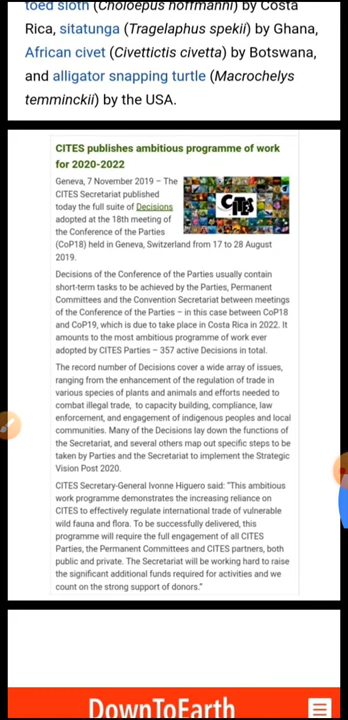 toed sloth (Choloepus hoffmanni) by Costa
Rica, sitatunga (Tragelaphus spekii) by Ghana,
African civet (Civettictis civetta) by Botswana,
and alligator snapping turtle (Macrochelys
temminckii) by the USA.
CITES publishes ambitious programme of work
for 2020-2022
Geneva, 7 November 2019 – The
CITES Secretariat published
today the full suite of Decisions
adopted at the 18th meeting of
the Conference of the Parties
(CoP18) held in Geneva, Switzerland from 17 to 28 August
2019.
CITES
Decisions of the Conference of the Parties usually contain
short-term tasks to be achieved by the Parties, Permanent
Committees and the Convention Secretariat between meetings
of the Conference of the Parties – in this case between CoP18
and CoP19, which is due to take place in Costa Rica in 2022. It
amounts to the most ambitious programme of work ever
adopted by CITES Parties – 357 active Decisions in total.
The record number of Decisions cover a wide array of issues,
ranging from the enhancement of the regulation of trade in
various species of plants and animals and efforts needed to
combat illegal trade, to capacity building, compliance, law
enforcement, and engagement of indigenous peoples and local
communities. Many of the Decisions lay down the functions of
the Secretariat, and several others map out specific steps to be
taken by Parties and the Secretariat to implement the Strategic
Vision Post 2020.
CITES Secretary-General Ivonne Higuero said: "This ambitious
work programme demonstrates the increasing reliance on
CITES to effectively regulate international trade of vulnerable
wild fauna and flora. To be successfully delivered, this
programme will require the full engagement of all CITES
Parties, the Permanent Committees and CITES partners, both
public and private. The Secretariat will be working hard to raise
the significant additional funds required for activities and we
count on the strong support of donors."
DownToEarth